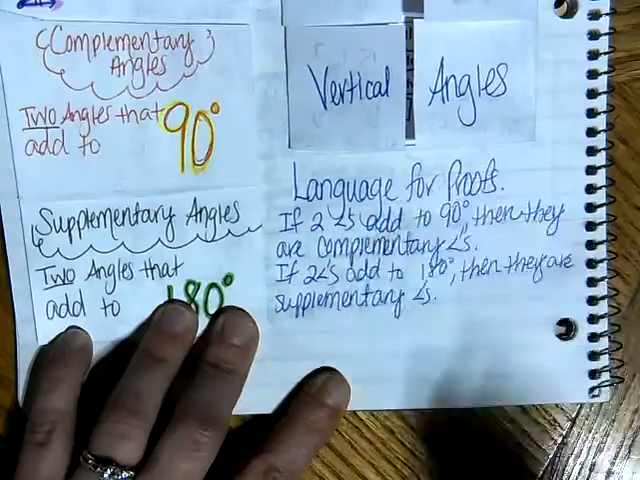 Complementary
Angles
Two Angles that
add to 90°
Supplementary Angles
Two Angles that
add to 180°
Vertical Angles
Language for Proofs.
If 2 ∠s add to 90°, then they
are complementary ∠s.
If 2∠s add to 180°, then they are
supplementary ∠s.